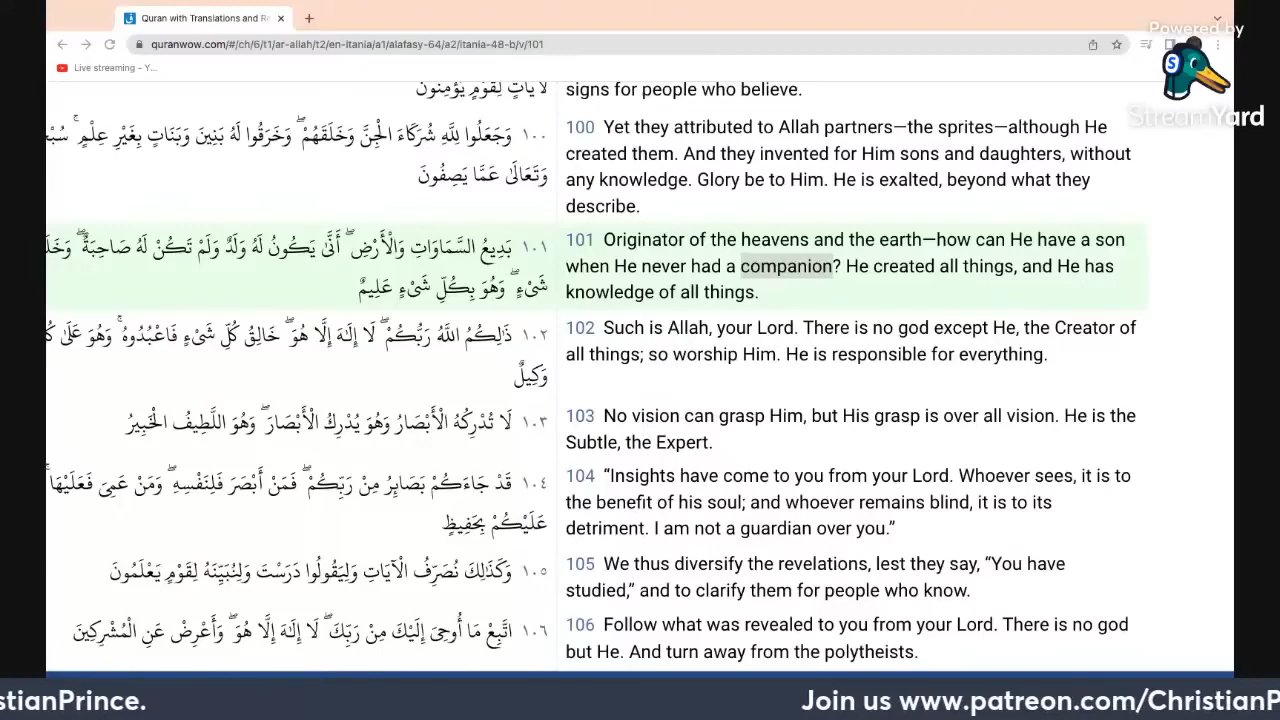 Quran with Translations and Re
quranwow.com/#/ch/6/t1/ar-allah/t2/en-itania/a1/alafasy-64/a2/itania-48-b/v/101
Live streaming – Y...
Powered by
StreamYard
لَآيَاتٍ لِقَوْمٍ يُؤْمِنُونَ
١٠٠ وَجَعَلُوا لِلَّهِ شُرَكَاءَ الْجِنَّ وَخَلَقَهُمْ ۖ وَخَرَقُوا لَهُ بَنِينَ وَبَنَاتٍ بِغَيْرِ عِلْمٍ ۚ
وَتَعَالَىٰ عَمَّا يَصِفُونَ
١٠١ بَدِيعُ السَّمَاوَاتِ وَالْأَرْضِ ۖ أَنَّىٰ يَكُونُ لَهُ وَلَدٌ وَلَمْ تَكُنْ لَهُ صَاحِبَةٌ ۖ
شَيْءٍ ۖ وَهُوَ بِكُلِّ شَيْءٍ عَلِيمٌ
١٠٢ ذَٰلِكُمُ اللَّهُ رَبُّكُمْ ۖ لَا إِلَٰهَ إِلَّا هُوَ ۖ خَالِقُ كُلِّ شَيْءٍ فَاعْبُدُوهُ ۚ وَهُوَ عَلَىٰ
وَكِيلٌ
١٠٣ لَا تُدْرِكُهُ الْأَبْصَارُ وَهُوَ يُدْرِكُ الْأَبْصَارَ ۖ وَهُوَ اللَّطِيفُ الْخَبِيرُ
١٠٤ قَدْ جَاءَكُمْ بَصَائِرُ مِنْ رَبِّكُمْ ۖ فَمَنْ أَبْصَرَ فَلِنَفْسِهِ ۖ وَمَنْ عَمِيَ فَعَلَيْهَا ۚ
عَلَيْكُمْ بِحَفِيظٍ
١٠٥ وَكَذَٰلِكَ نُصَرِّفُ الْآيَاتِ وَلِيَقُولُوا دَرَسْتَ وَلِنُبَيِّنَهُ لِقَوْمٍ يَعْلَمُونَ
١٠٦ اتَّبِعْ مَا أُوحِيَ إِلَيْكَ مِنْ رَبِّكَ ۖ لَا إِلَٰهَ إِلَّا هُوَ ۖ وَأَعْرِضْ عَنِ الْمُشْرِكِينَ
signs for people who believe.
100 Yet they attributed to Allah partners—the sprites—although He
created them. And they invented for Him sons and daughters, without
any knowledge. Glory be to Him. He is exalted, beyond what they
describe.
101 Originator of the heavens and the earth—how can He have a son
when He never had a companion? He created all things, and He has
knowledge of all things.
102 Such is Allah, your Lord. There is no god except He, the Creator of
all things; so worship Him. He is responsible for everything.
103 No vision can grasp Him, but His grasp is over all vision. He is the
Subtle, the Expert.
104 “Insights have come to you from your Lord. Whoever sees, it is to
the benefit of his soul; and whoever remains blind, it is to its
detriment. I am not a guardian over you.”
105 We thus diversify the revelations, lest they say, “You have
studied,” and to clarify them for people who know.
106 Follow what was revealed to you from your Lord. There is no god
but He. And turn away from the polytheists.
stianPrince. Join us www.patreon.com/ChristianP